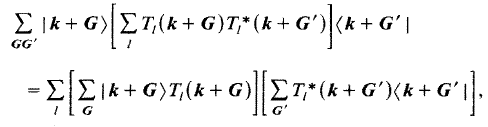 ∑_{GG′} |k + G⟩ [ ∑_l T_l(k + G) T_l*(k + G′) ] ⟨k + G′|
= ∑_l [ ∑_G |k + G⟩ T_l(k + G) ] [ ∑_{G′} T_l*(k + G′) ⟨k + G′| ],